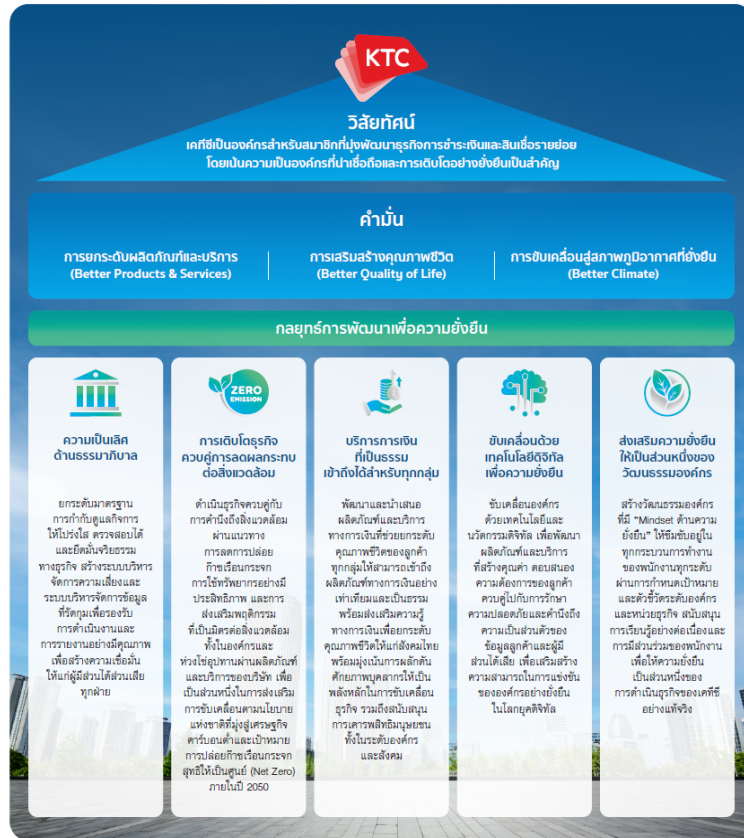 KTC
วิสัยทัศน์
เคทีซีเป็นองค์กรสำหรับสมาชิกที่มุ่งพัฒนาธุรกิจการชำระเงินและสินเชื่อรายย่อย
โดยเน้นความเป็นองค์กรที่น่าเชื่อถือและการเติบโตอย่างยั่งยืนเป็นสำคัญ
คำมั่น
การยกระดับผลิตภัณฑ์และบริการ
(Better Products & Services)
การเสริมสร้างคุณภาพชีวิต
(Better Quality of Life)
การขับเคลื่อนสู่สภาพภูมิอากาศที่ยั่งยืน
(Better Climate)
กลยุทธ์การพัฒนาเพื่อความยั่งยืน
ความเป็นเลิศ
ด้านธรรมาภิบาล
ยกระดับมาตรฐาน
การกำกับดูแลกิจการ
ให้โปร่งใส ตรวจสอบได้
และยึดมั่นจริยธรรม
ทางธุรกิจ สร้างระบบบริหาร
จัดการความเสี่ยงและ
ระบบบริหารจัดการข้อมูล
ที่รัดกุมเพื่อรองรับ
การดำเนินงานและ
การรายงานอย่างมีคุณภาพ
เพื่อสร้างความเชื่อมั่น
ให้แก่ผู้มีส่วนได้ส่วนเสีย
ทุกฝ่าย
ZERO
EMISSION
การเติบโตธุรกิจ
ควบคู่การลดผลกระทบ
ต่อสิ่งแวดล้อม
ดำเนินธุรกิจควบคู่กับ
การคำนึงถึงสิ่งแวดล้อม
ผ่านแนวทาง
การลดการปล่อย
ก๊าซเรือนกระจก
การใช้ทรัพยากรอย่างมี
ประสิทธิภาพ และการ
ส่งเสริมพฤติกรรม
ที่เป็นมิตรต่อสิ่งแวดล้อม
ทั้งในองค์กรและ
ห่วงโซ่อุปทานผ่านผลิตภัณฑ์
และบริการของบริษัท เพื่อ
เป็นส่วนหนึ่งในการส่งเสริม
การขับเคลื่อนตามนโยบาย
แห่งชาติที่มุ่งสู่เศรษฐกิจ
คาร์บอนต่ำและเป้าหมาย
การปล่อยก๊าซเรือนกระจก
สุทธิให้เป็นศูนย์ (Net Zero)
ภายในปี 2050
บริการการเงิน
ที่เป็นธรรม
เข้าถึงได้สำหรับทุกกลุ่ม
พัฒนาและนำเสนอ
ผลิตภัณฑ์และบริการ
ทางการเงินที่ช่วยยกระดับ
คุณภาพชีวิตของลูกค้า
ทุกกลุ่มให้สามารถเข้าถึง
ผลิตภัณฑ์ทางการเงินอย่าง
เท่าเทียมและเป็นธรรม
พร้อมส่งเสริมความรู้
ทางการเงินเพื่อยกระดับ
คุณภาพชีวิตให้แก่สังคมไทย
พร้อมมุ่งเน้นการผลักดัน
ศักยภาพบุคลากรให้เป็น
พลังหลักในการขับเคลื่อน
ธุรกิจ รวมถึงสนับสนุน
การเคารพสิทธิมนุษยชน
ทั้งในระดับองค์กร
และสังคม
ขับเคลื่อนด้วย
เทคโนโลยีดิจิทัล
เพื่อความยั่งยืน
ขับเคลื่อนองค์กร
ด้วยเทคโนโลยีและ
นวัตกรรมดิจิทัล เพื่อพัฒนา
ผลิตภัณฑ์และบริการ
ที่สร้างคุณค่า ตอบสนอง
ความต้องการของลูกค้า
ควบคู่ไปกับการรักษา
ความปลอดภัยและคำนึงถึง
ความเป็นส่วนตัวของ
ข้อมูลลูกค้าและผู้มี
ส่วนได้เสีย เพื่อเสริมสร้าง
ความสามารถในการแข่งขัน
ขององค์กรอย่างยั่งยืน
ในโลกยุคดิจิทัล
ส่งเสริมความยั่งยืน
ให้เป็นส่วนหนึ่งของ
วัฒนธรรมองค์กร
สร้างวัฒนธรรมองค์กร
ที่มี "Mindset ด้านความ
ยั่งยืน" ให้ซึมซับอยู่ใน
ทุกกระบวนการทำงาน
ของพนักงานทุกระดับ
ผ่านการกำหนดเป้าหมาย
และตัวชี้วัดระดับองค์กร
และหน่วยธุรกิจ สนับสนุน
การเรียนรู้อย่างต่อเนื่องและ
การมีส่วนร่วมของพนักงาน
เพื่อให้ความยั่งยืน
เป็นส่วนหนึ่งของ
การดำเนินธุรกิจของเคทีซี
อย่างแท้จริง